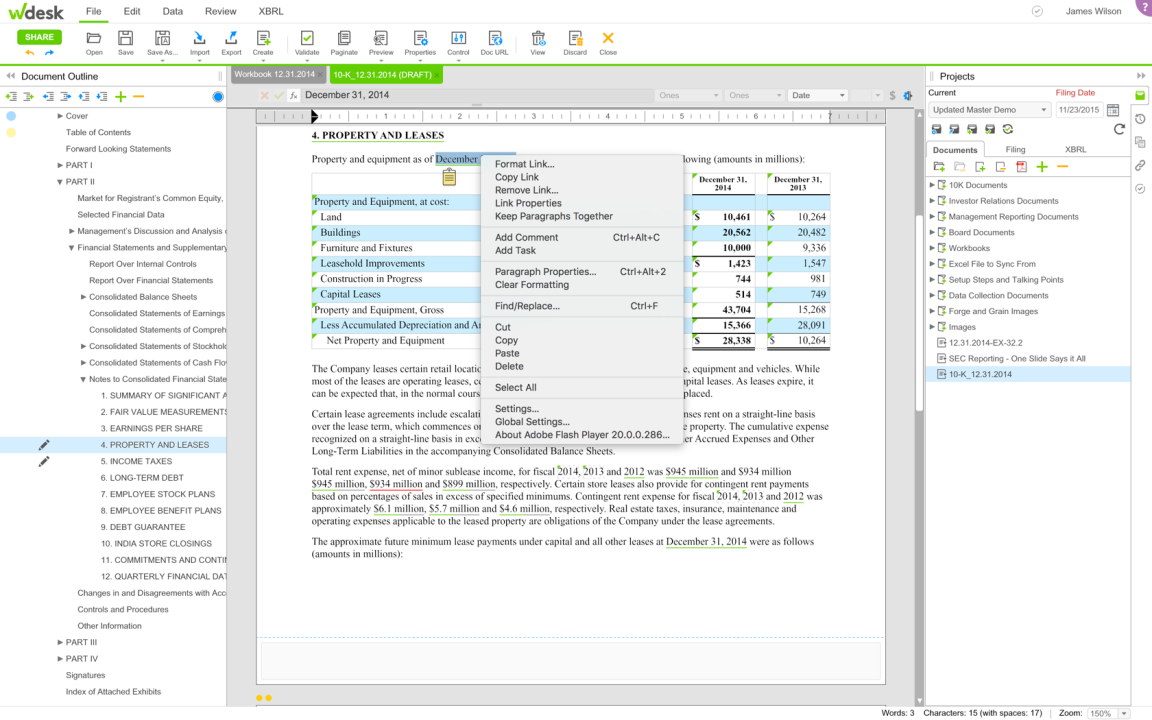 wdesk
File Edit Data Review XBRL
James Wilson
?
SHARE
Open Save Save As... Import Export Create Validate Paginate Preview Properties Control Doc URL View Discard Close
Document Outline
Workbook 12.31.2014 ×
10-K_12.31.2014 (DRAFT) ×
Projects
fx December 31, 2014
Ones Ones Date $
Current Filing Date
Updated Master Demo 11/23/2015
1 2 3 4 5 6 7
Documents Filing XBRL
Cover
Table of Contents
Forward Looking Statements
PART I
PART II
Market for Registrant's Common Equity,
Selected Financial Data
Management's Discussion and Analysis
Financial Statements and Supplementary
Report Over Internal Controls
Report Over Financial Statements
Consolidated Balance Sheets
Consolidated Statements of Earnings
Consolidated Statements of Compreh
Consolidated Statements of Stockhol
Consolidated Statements of Cash Flo
Notes to Consolidated Financial State
1. SUMMARY OF SIGNIFICANT A
2. FAIR VALUE MEASUREMENTS
3. EARNINGS PER SHARE
4. PROPERTY AND LEASES
5. INCOME TAXES
6. LONG-TERM DEBT
7. EMPLOYEE STOCK PLANS
8. EMPLOYEE BENEFIT PLANS
9. DEBT GUARANTEE
10. INDIA STORE CLOSINGS
11. COMMITMENTS AND CONTI
12. QUARTERLY FINANCIAL DAT
Changes in and Disagreements with Acc
Controls and Procedures
Other Information
PART III
PART IV
Signatures
Index of Attached Exhibits
4. PROPERTY AND LEASES
Property and equipment as of December lowing (amounts in millions):
December 31, 2014 December 31, 2013
Property and Equipment, at cost:
Land $ 10,461 $ 10,264
Buildings 20,562 20,482
Furniture and Fixtures 10,000 9,336
Leasehold Improvements $ 1,423 1,547
Construction in Progress 744 981
Capital Leases 514 749
Property and Equipment, Gross 43,704 15,268
Less Accumulated Depreciation and Ar 15,366 28,091
Net Property and Equipment $ 28,338 $ 10,264
The Company leases certain retail locati , equipment and vehicles. While
most of the leases are operating leases, c pital leases. As leases expire, it
can be expected that, in the normal cours placed.
Certain lease agreements include escalati nses rent on a straight-line basis
over the lease term, which commences on e property. The cumulative expense
recognized on a straight-line basis in exc er Accrued Expenses and Other
Long-Term Liabilities in the accompanying Consolidated Balance Sheets.
Total rent expense, net of minor sublease income, for fiscal 2014, 2013 and 2012 was $945 million and $934 million
$945 million, $934 million and $899 million, respectively. Certain store leases also provide for contingent rent payments
based on percentages of sales in excess of specified minimums. Contingent rent expense for fiscal 2014, 2013 and 2012 was
approximately $6.1 million, $5.7 million and $4.6 million, respectively. Real estate taxes, insurance, maintenance and
operating expenses applicable to the leased property are obligations of the Company under the lease agreements.
The approximate future minimum lease payments under capital and all other leases at December 31, 2014 were as follows
(amounts in millions):
Format Link...
Copy Link
Remove Link...
Link Properties
Keep Paragraphs Together
Add Comment Ctrl+Alt+C
Add Task
Paragraph Properties... Ctrl+Alt+2
Clear Formatting
Find/Replace... Ctrl+F
Cut
Copy
Paste
Delete
Select All
Settings...
Global Settings...
About Adobe Flash Player 20.0.0.286...
10K Documents
Investor Relations Documents
Management Reporting Documents
Board Documents
Workbooks
Excel File to Sync From
Setup Steps and Talking Points
Data Collection Documents
Forge and Grain Images
Images
12.31.2014-EX-32.2
SEC Reporting - One Slide Says it All
10-K_12.31.2014
Words: 3 Characters: 15 (with spaces: 17) Zoom: 150%